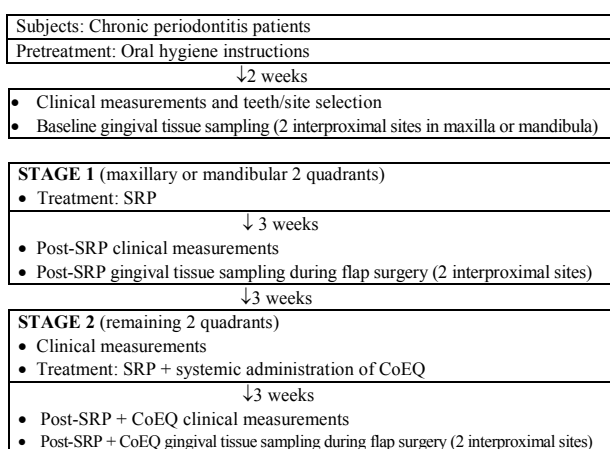 Subjects: Chronic periodontitis patients
Pretreatment: Oral hygiene instructions
↓2 weeks
• Clinical measurements and teeth/site selection
• Baseline gingival tissue sampling (2 interproximal sites in maxilla or mandibula)
STAGE 1 (maxillary or mandibular 2 quadrants)
• Treatment: SRP
↓ 3 weeks
• Post-SRP clinical measurements
• Post-SRP gingival tissue sampling during flap surgery (2 interproximal sites)
↓3 weeks
STAGE 2 (remaining 2 quadrants)
• Clinical measurements
• Treatment: SRP + systemic administration of CoEQ
↓3 weeks
• Post-SRP + CoEQ clinical measurements
• Post-SRP + CoEQ gingival tissue sampling during flap surgery (2 interproximal sites)